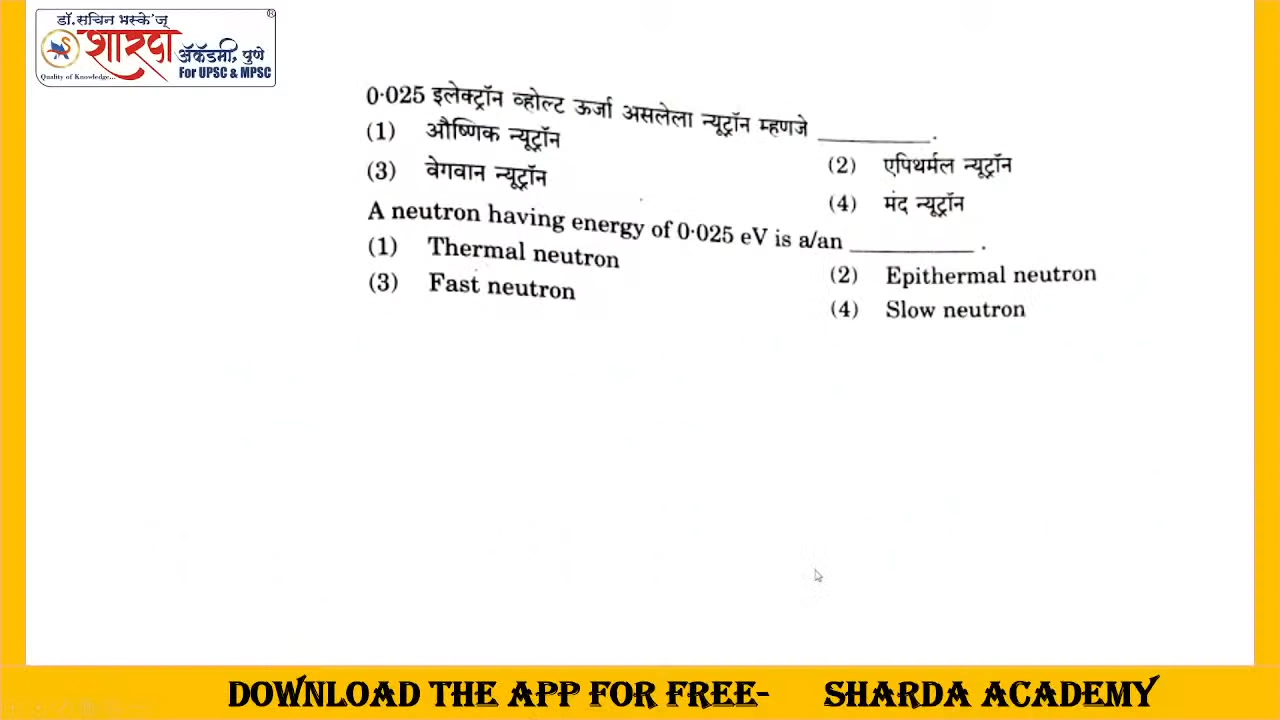 डॉ.सचिन भस्के'ज्
®
शारदा
ॲकॅडमी, पुणे
For UPSC & MPSC
Quality of Knowledge...
0·025 इलेक्ट्रॉन व्होल्ट ऊर्जा असलेला न्यूट्रॉन म्हणजे __________.
(1) औष्णिक न्यूट्रॉन
(2) एपिथर्मल न्यूट्रॉन
(3) वेगवान न्यूट्रॉन
(4) मंद न्यूट्रॉन
A neutron having energy of 0·025 eV is a/an __________.
(1) Thermal neutron
(2) Epithermal neutron
(3) Fast neutron
(4) Slow neutron
DOWNLOAD THE APP FOR FREE- SHARDA ACADEMY